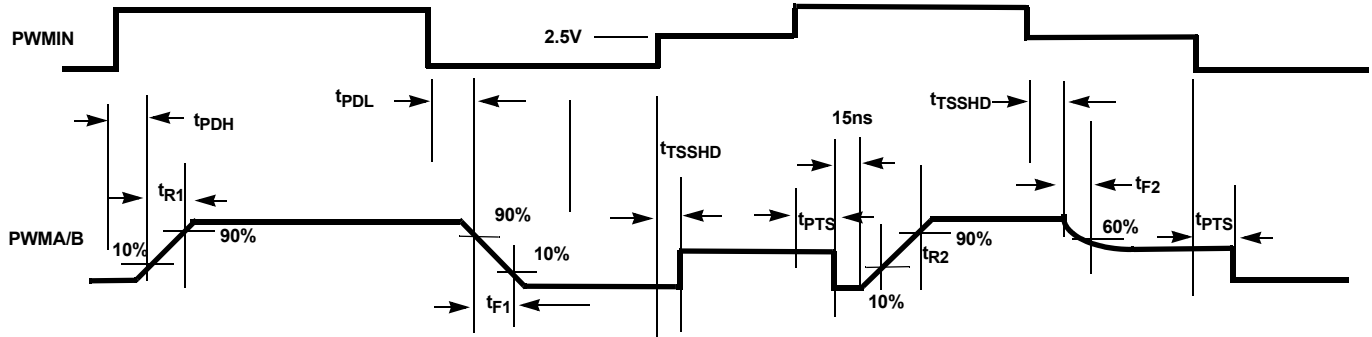 PWMIN
2.5V
tPDL
tTSSHD
tPDH
15ns
tTSSHD
tR1
tF2
90%
60%
tPTS
tPTS
PWMA/B
10%
90%
10%
90%
tR2
tF1
10%